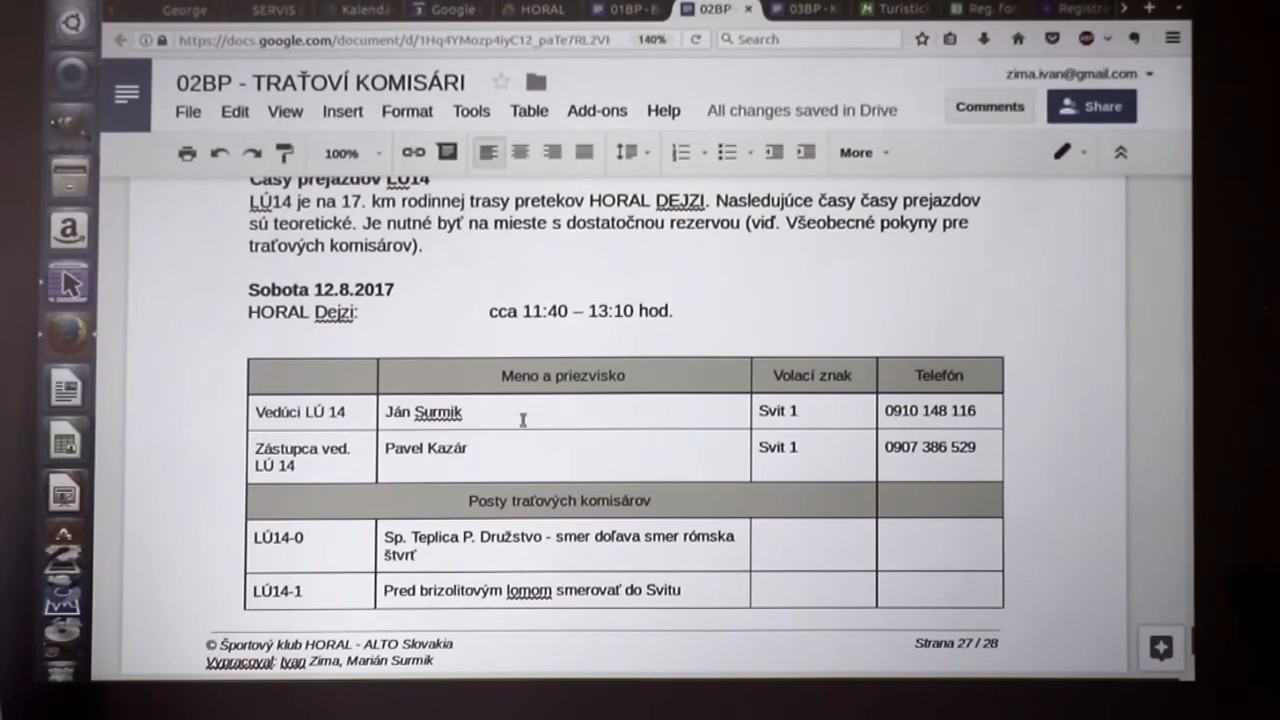 George
SERVIS
Kalendá
Google
HORAL
01BP - B
02BP -
03BP - K
Turistic
Reg. for
Registra
https://docs.google.com/document/d/1Hq4YMozp4iyC12_paTe7RL2VI
140%
Search
02BP - TRAŤOVÍ KOMISÁRI
zima.ivan@gmail.com
File Edit View Insert Format Tools Table Add-ons Help All changes saved in Drive
Comments
Share
100%
More
Časy prejazdov LÚ14
LÚ14 je na 17. km rodinnej trasy pretekov HORAL DEJZI. Nasledujúce časy časy prejazdov
sú teoretické. Je nutné byť na mieste s dostatočnou rezervou (viď. Všeobecné pokyny pre
traťových komisárov).
Sobota 12.8.2017
HORAL Dejzi: cca 11:40 – 13:10 hod.
Meno a priezvisko Volací znak Telefón
Vedúci LÚ 14 Ján Surmik Svit 1 0910 148 116
Zástupca ved. Pavel Kazár Svit 1 0907 386 529
LÚ 14
Posty traťových komisárov
LÚ14-0 Sp. Teplica P. Družstvo - smer doľava smer rómska
štvrť
LÚ14-1 Pred brizolitovým lomom smerovať do Svitu
© Športový klub HORAL - ALTO Slovakia Strana 27 / 28
Vypracoval: Ivan Zima, Marián Surmik